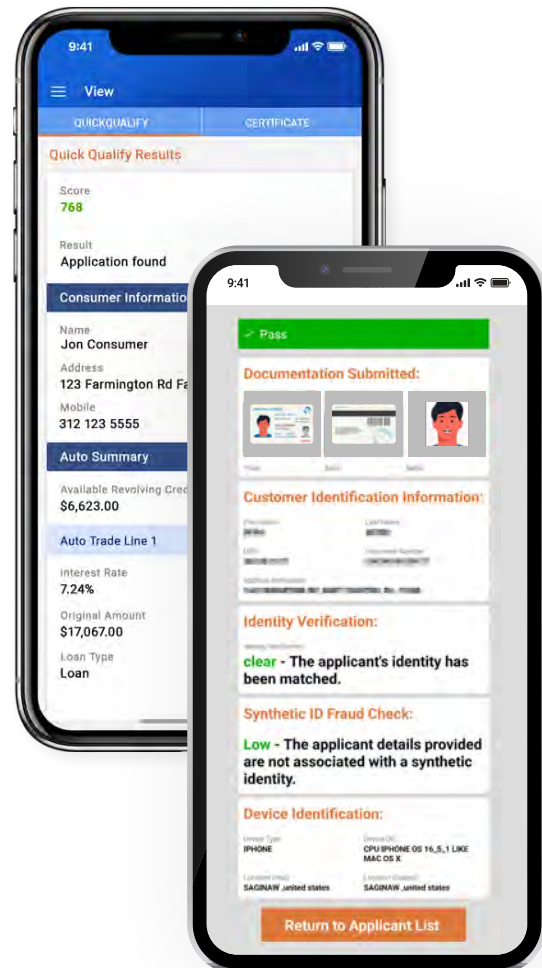 9:41
View
QUICKQUALIFY
CERTIFICATE
Quick Qualify Results
Score
768
Result
Application found
Consumer Informatio
Name
Jon Consumer
Address
123 Farmington Rd Fa
Mobile
312 123 5555
Auto Summary
Available Revolving Cred
$6,623.00
Auto Trade Line 1
Interest Rate
7.24%
Original Amount
$17,067.00
Loan Type
Loan
9:41
Pass
Documentation Submitted:
Customer Identification Information:
Identity Verification:
clear - The applicant's identity has
been matched.
Synthetic ID Fraud Check:
Low - The applicant details provided
are not associated with a synthetic
identity.
Device Identification:
Device Type
Device OS
IPHONE
CPU IPHONE OS 16_5_1 LIKE
MAC OS X
SAGINAW ,united states
SAGINAW ,united states
Return to Applicant List